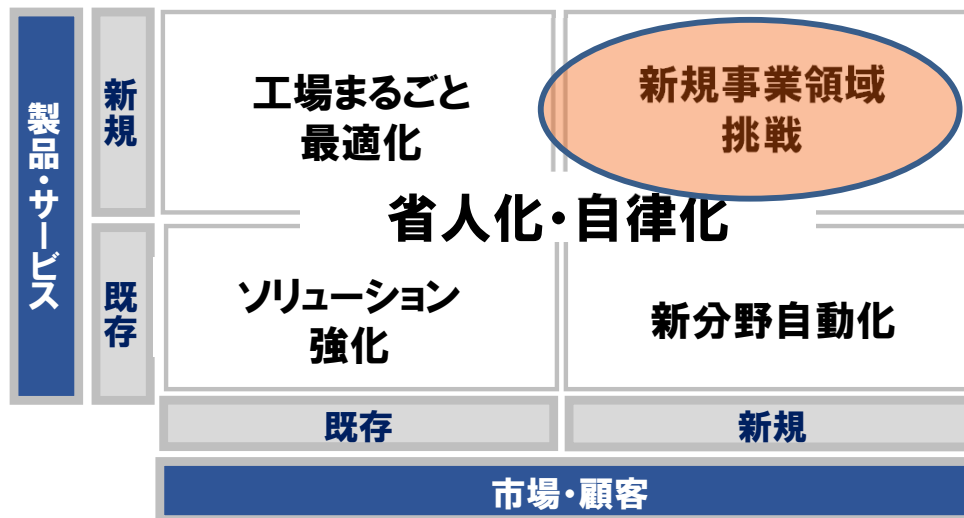 製品・サービス
新規
工場まるごと
最適化
新規事業領域
挑戦
省人化・自律化
既存
ソリューション
強化
新分野自動化
既存
新規
市場・顧客